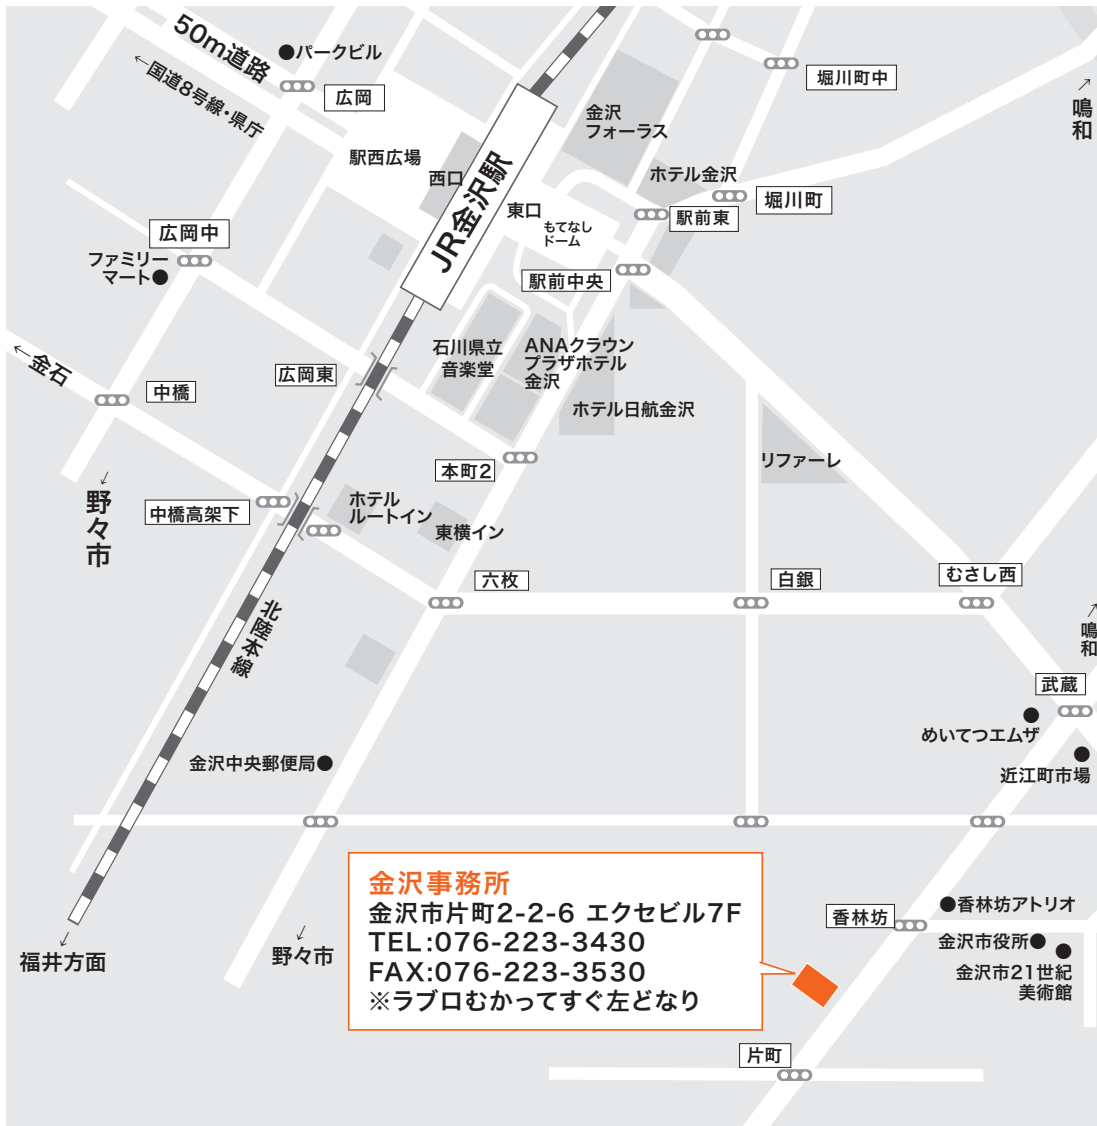 50m道路
●パークビル
←国道8号線・県庁
広岡
堀川町中
↑鳴和
金沢
フォーラス
駅西広場
西口
JR金沢駅
東口
もてなし
ドーム
ホテル金沢
堀川町
駅前東
広岡中
ファミリー
マート●
駅前中央
←金石
中橋
広岡東
石川県立
音楽堂
ANAクラウン
プラザホテル
金沢
ホテル日航金沢
本町2
リファーレ
↓野々市
中橋高架下
ホテル
ルートイン
東横イン
六枚
白銀
むさし西
北陸本線
↑鳴和
武蔵
めいてつエムザ
近江町市場
金沢中央郵便局●
金沢事務所
金沢市片町2-2-6 エクセビル7F
TEL:076-223-3430
FAX:076-223-3530
※ラブロむかってすぐ左どなり
香林坊
●香林坊アトリオ
金沢市役所●
金沢市21世紀
美術館
↓
福井方面
↓
野々市
片町